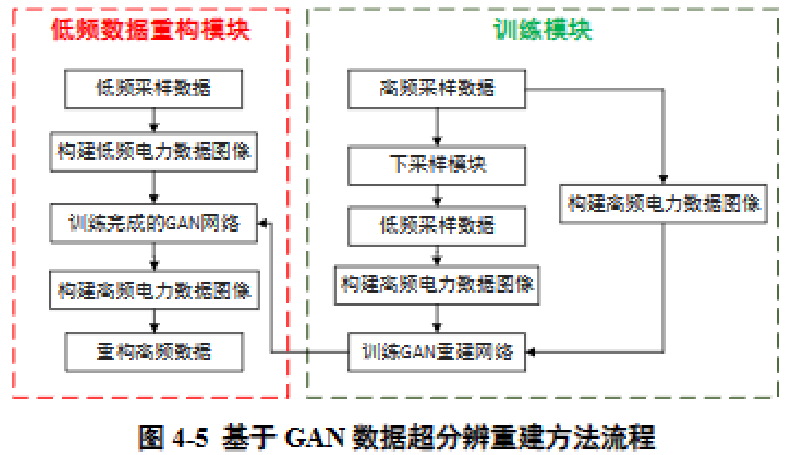 低频数据重构模块
低频采样数据
构建低频电力数据图像
训练完成的GAN网络
构建高频电力数据图像
重构高频数据
训练模块
高频采样数据
下采样模块
低频采样数据
构建高频电力数据图像
训练GAN重建网络
构建高频电力数据图像
图 4-5 基于 GAN 数据超分辨重建方法流程